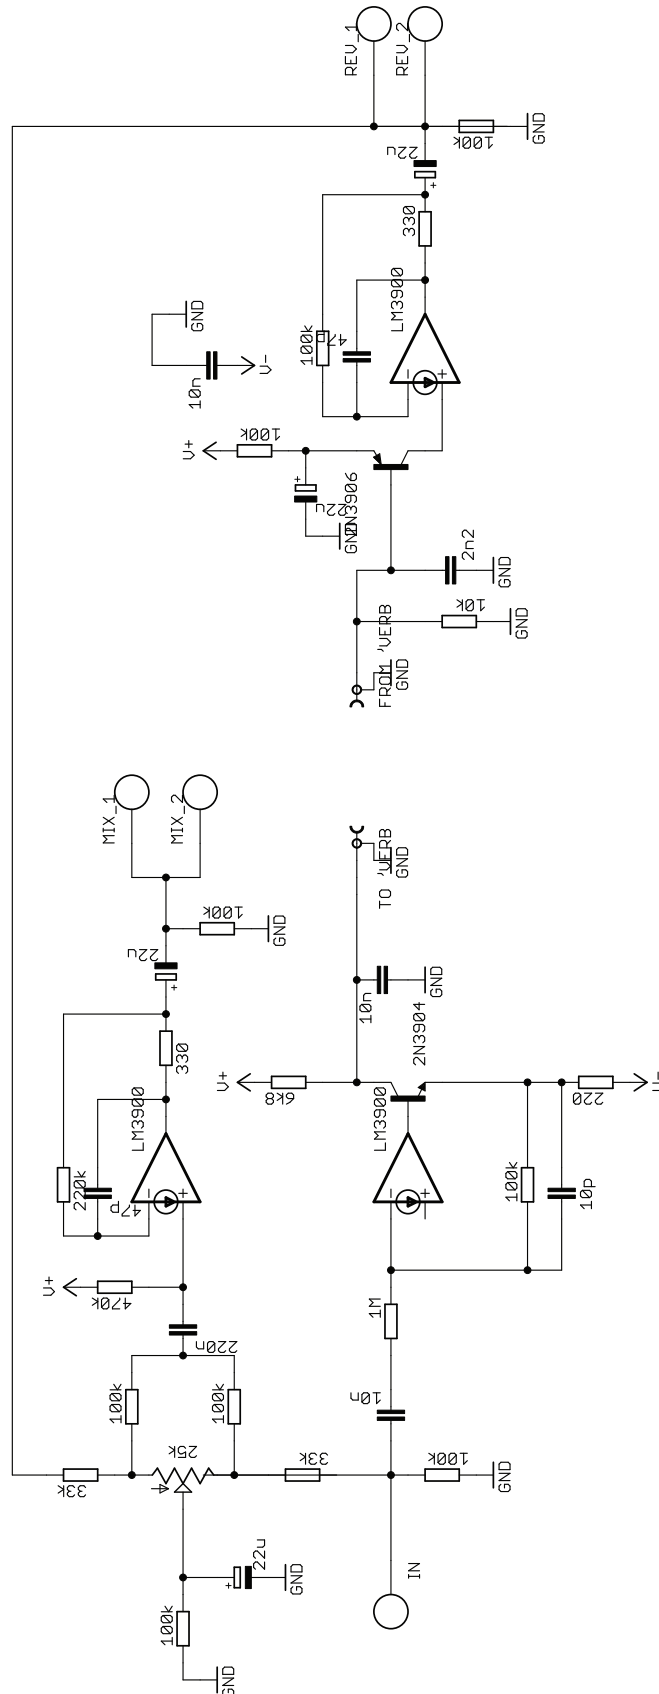 REV_1
REV_2
100k
GND
22u
+
330
LM3900
100k
47
GND
10n
V-
100k
V+
+
22u
GND
2N3906
2n2
GND
10k
GND
FROM 'VERB
GND
MIX_1
MIX_2
TO 'VERB
GND
100k
GND
22u
+
10n
GND
330
2N3904
V+
6k8
220
V-
LM3900
LM3900
220k
47p
100k
10p
V+
470k
1M
220n
100k
100k
10n
25k
33k
33k
100k
GND
22u
+
GND
IN
100k
GND